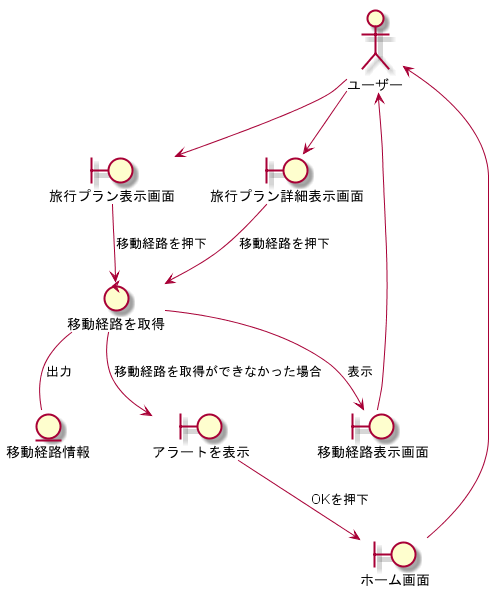 ユーザー
旅行プラン表示画面
旅行プラン詳細表示画面
移動経路を押下
移動経路を押下
移動経路を取得
出力
移動経路を取得ができなかった場合
表示
移動経路情報
アラートを表示
移動経路表示画面
OKを押下
ホーム画面